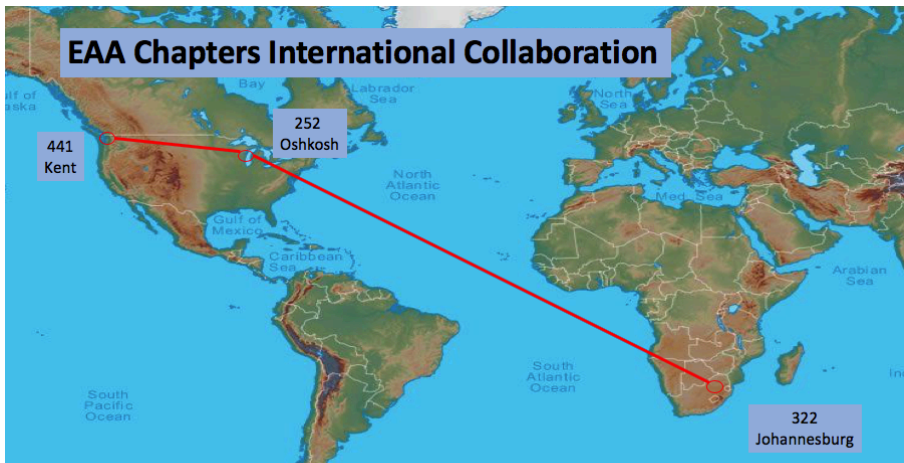 EAA Chapters International Collaboration
Bay
Labrador
Sea
North
Sea
252
Oshkosh
441
Kent
North
Atlantic
Ocean
Med Sea
Gulf of
Mexico
Caribbean
Sea
Arabian
Sea
South
Atlantic
Ocean
South
Pacific
Ocean
322
Johannesburg